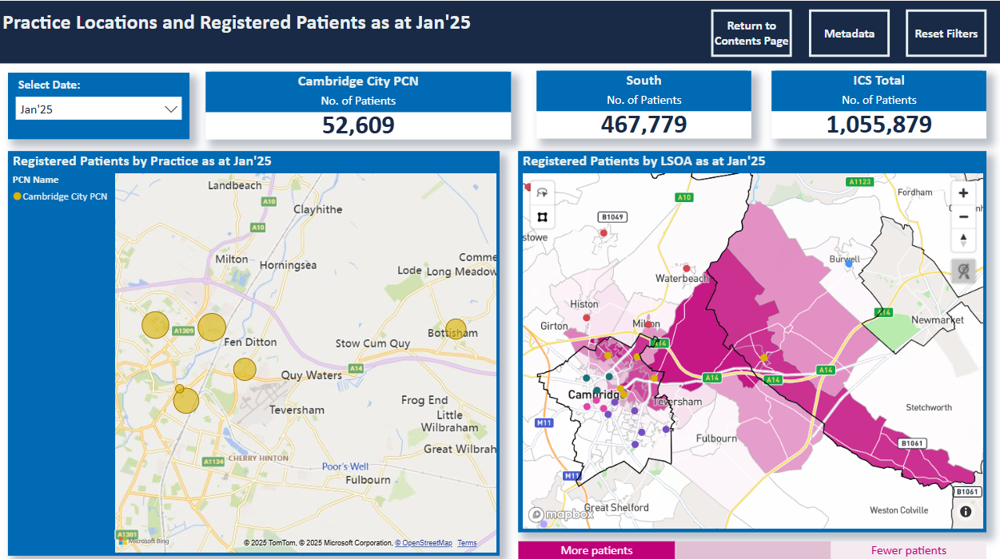 Practice Locations and Registered Patients as at Jan'25
Return to
Contents Page
Metadata
Reset Filters
Select Date:
Jan'25
Cambridge City PCN
No. of Patients
52,609
South
No. of Patients
467,779
ICS Total
No. of Patients
1,055,879
Registered Patients by Practice as at Jan'25
PCN Name
Cambridge City PCN
Landbeach
A10
Clayhithe
A10
Milton
Horningsea
Comme
Lode
Long Meadow
A1309
Bottisham
Fen Ditton
Stow Cum Quy
A14
Quy Waters
Frog End
Teversham
Little
Wilbraham
Great Wilbrah
CHERRY HINTON
A1134
Poor's Well
Fulbourn
A1301
Microsoft Bing
© 2025 TomTom, © 2025 Microsoft Corporation, © OpenStreetMap Terms
Registered Patients by LSOA as at Jan'25
A1123
Fordham
A10
B1049
stowe
Burwell
Waterbeach
Histon
A14
Newmarket
Girton
Milton
A14
A14
A14
A14
Cambridg
Teversham
Stetchworth
M11
Fulbourn
B1061
M11
B1061
Great Shelford
Weston Colville
mapbox
More patients
Fewer patients